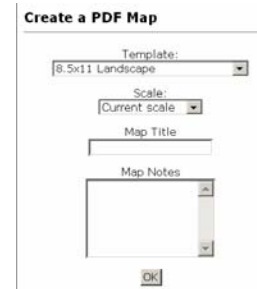 Create a PDF Map
Template:
8.5x11 Landscape
Scale:
Current scale
Map Title
Map Notes
OK